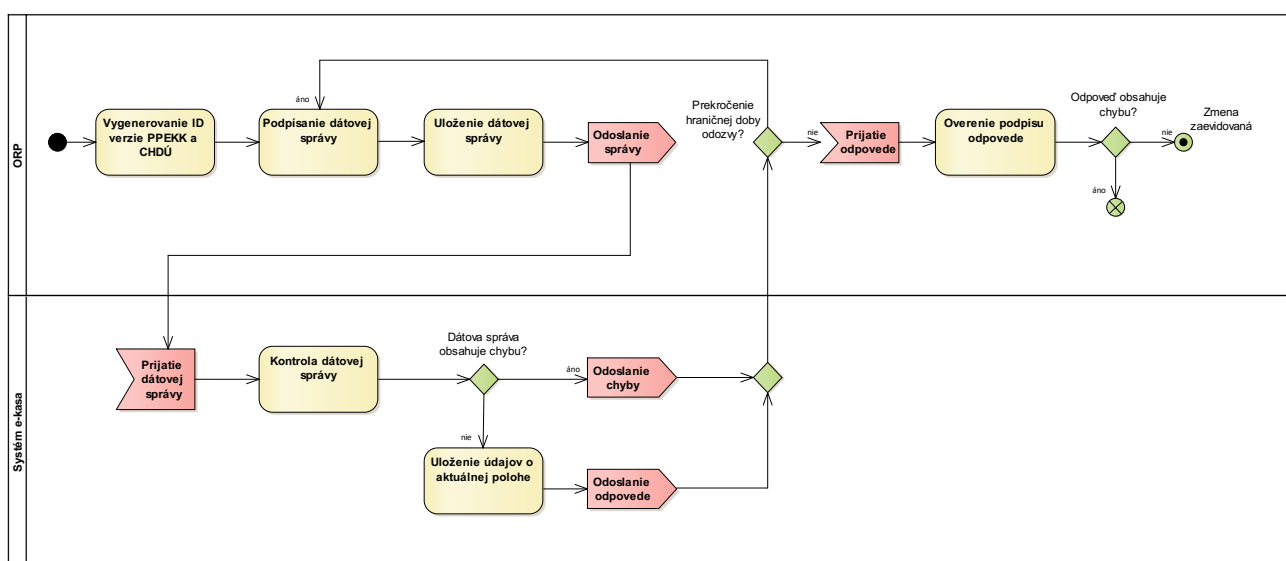 ORP
Vygenerovanie ID
verzie PPEKK a
CHDÚ
áno
Podpísanie dátovej
správy
Uloženie dátovej
správy
Odoslanie
správy
Prekročenie
hraničnej doby
odozvy?
nie
Prijatie
odpovede
Overenie podpisu
odpovede
Odpoveď obsahuje
chybu?
nie
áno
Zmena
zaevidovaná
Systém e-kasa
Prijatie
dátovej
správy
Kontrola dátovej
správy
Dátova správa
obsahuje chybu?
áno
nie
Odoslanie
chyby
Uloženie údajov o
aktuálnej polohe
Odoslanie
odpovede